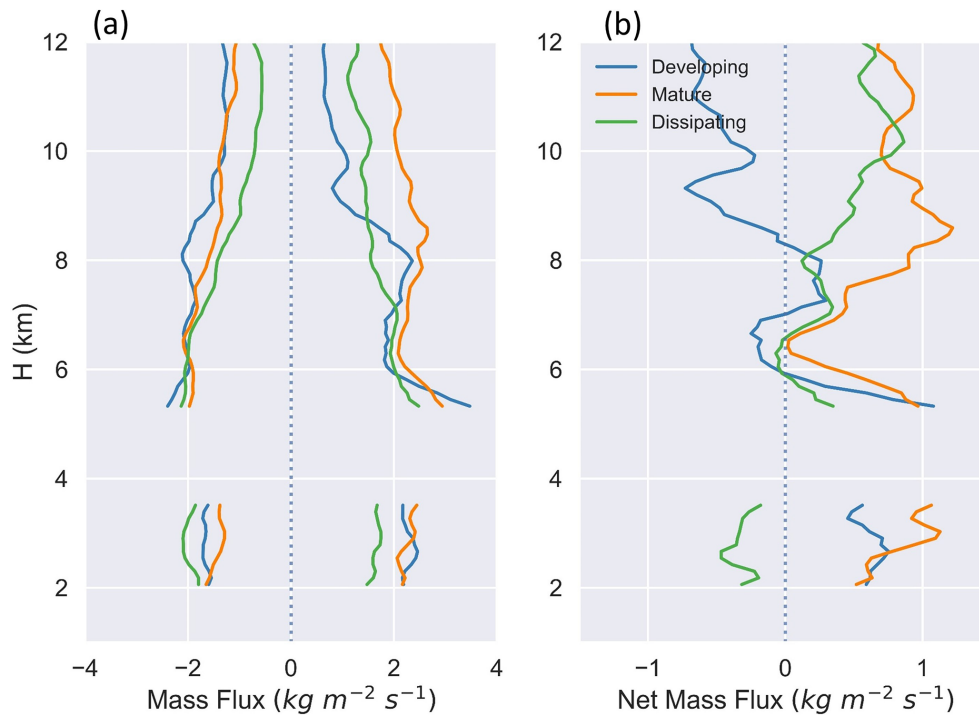 (a)
(b)
12
10
8
6
4
2
H (km)
−4
−2
0
2
4
Mass Flux (kg m−2 s−1)
12
10
8
6
4
2
Developing
Mature
Dissipating
−1
0
1
Net Mass Flux (kg m−2 s−1)